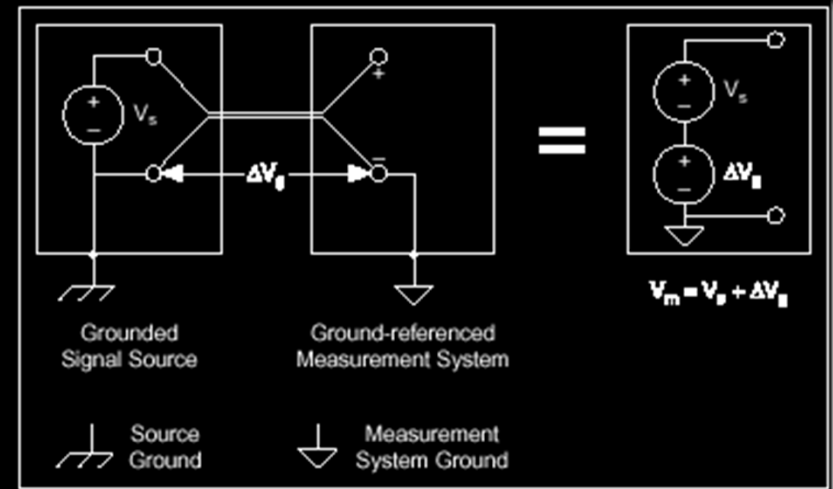 +
−
Vs
+
−
ΔVg
=
+
−
Vs
+
−
ΔVg
Vm = Vs + ΔVg
Grounded
Signal Source
Ground-referenced
Measurement System
Source
Ground
Measurement
System Ground